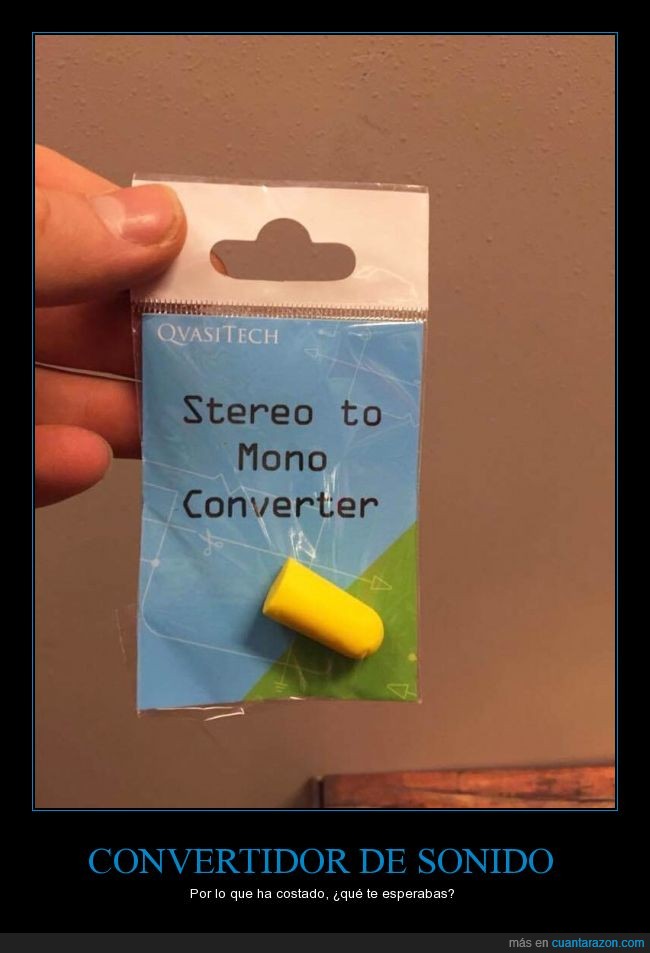 QVASITECH
Stereo to
Mono
Converter
CONVERTIDOR DE SONIDO
Por lo que ha costado, ¿qué te esperabas?
más en cuantarazon.com